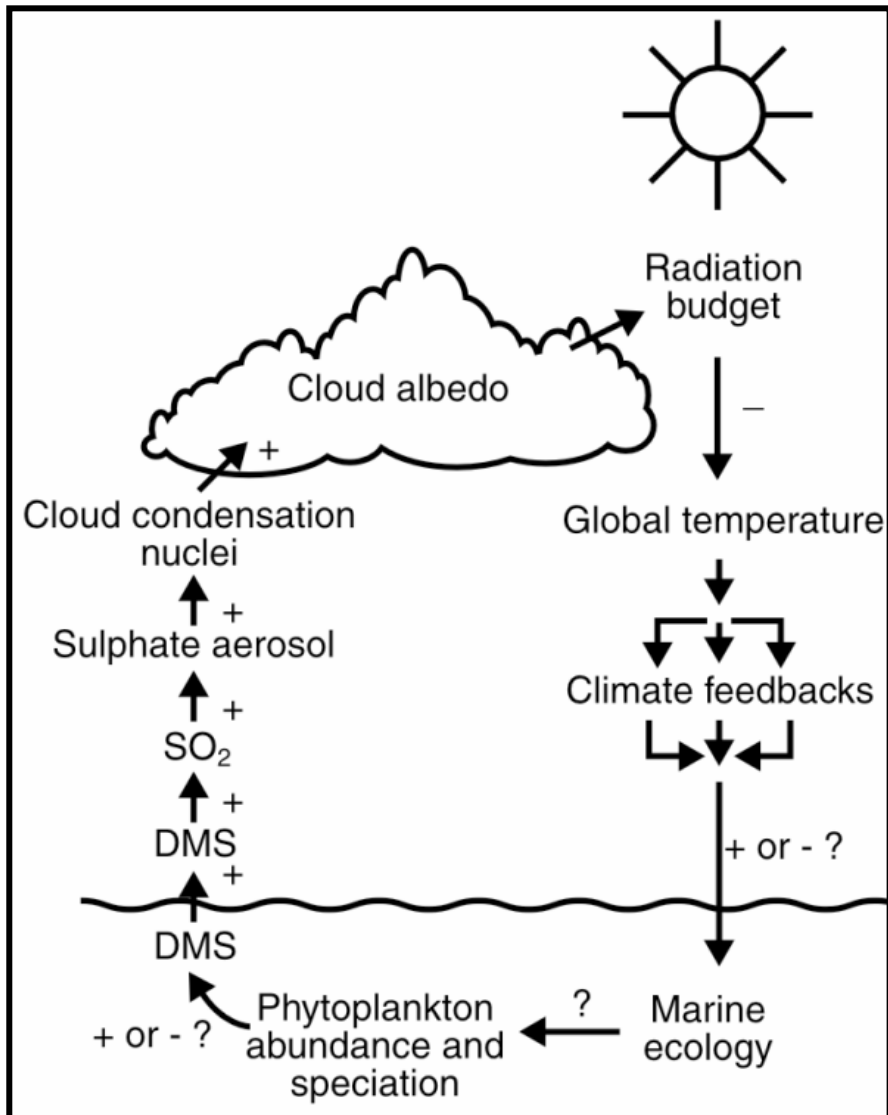 Radiation
budget
Cloud albedo
+
–
Cloud condensation
nuclei
Global temperature
+
Sulphate aerosol
Climate feedbacks
+
SO₂
+
DMS
+ or - ?
+
DMS
Phytoplankton
abundance and
speciation
?
Marine
ecology
+ or - ?